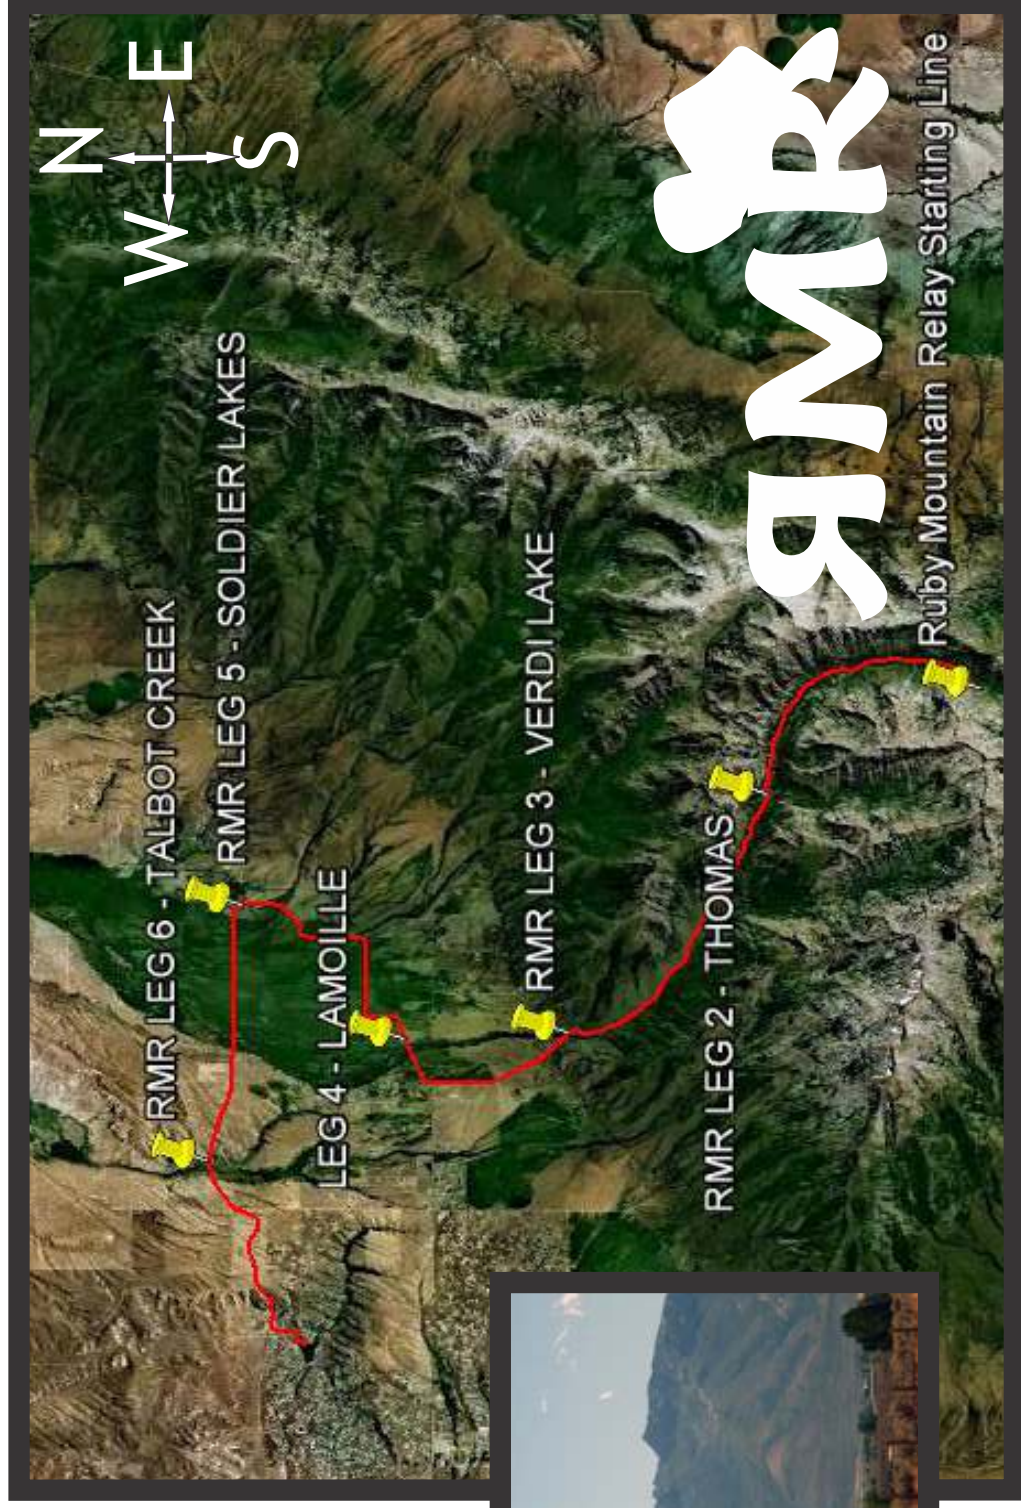 N
W E
S
RMR LEG 6 - TALBOT CREEK
RMR LEG 5 - SOLDIER LAKES
LEG 4 - LAMOILLE
RMR LEG 3 - VERDI LAKE
RMR LEG 2 - THOMAS
RMR
Ruby Mountain Relay Starting Line